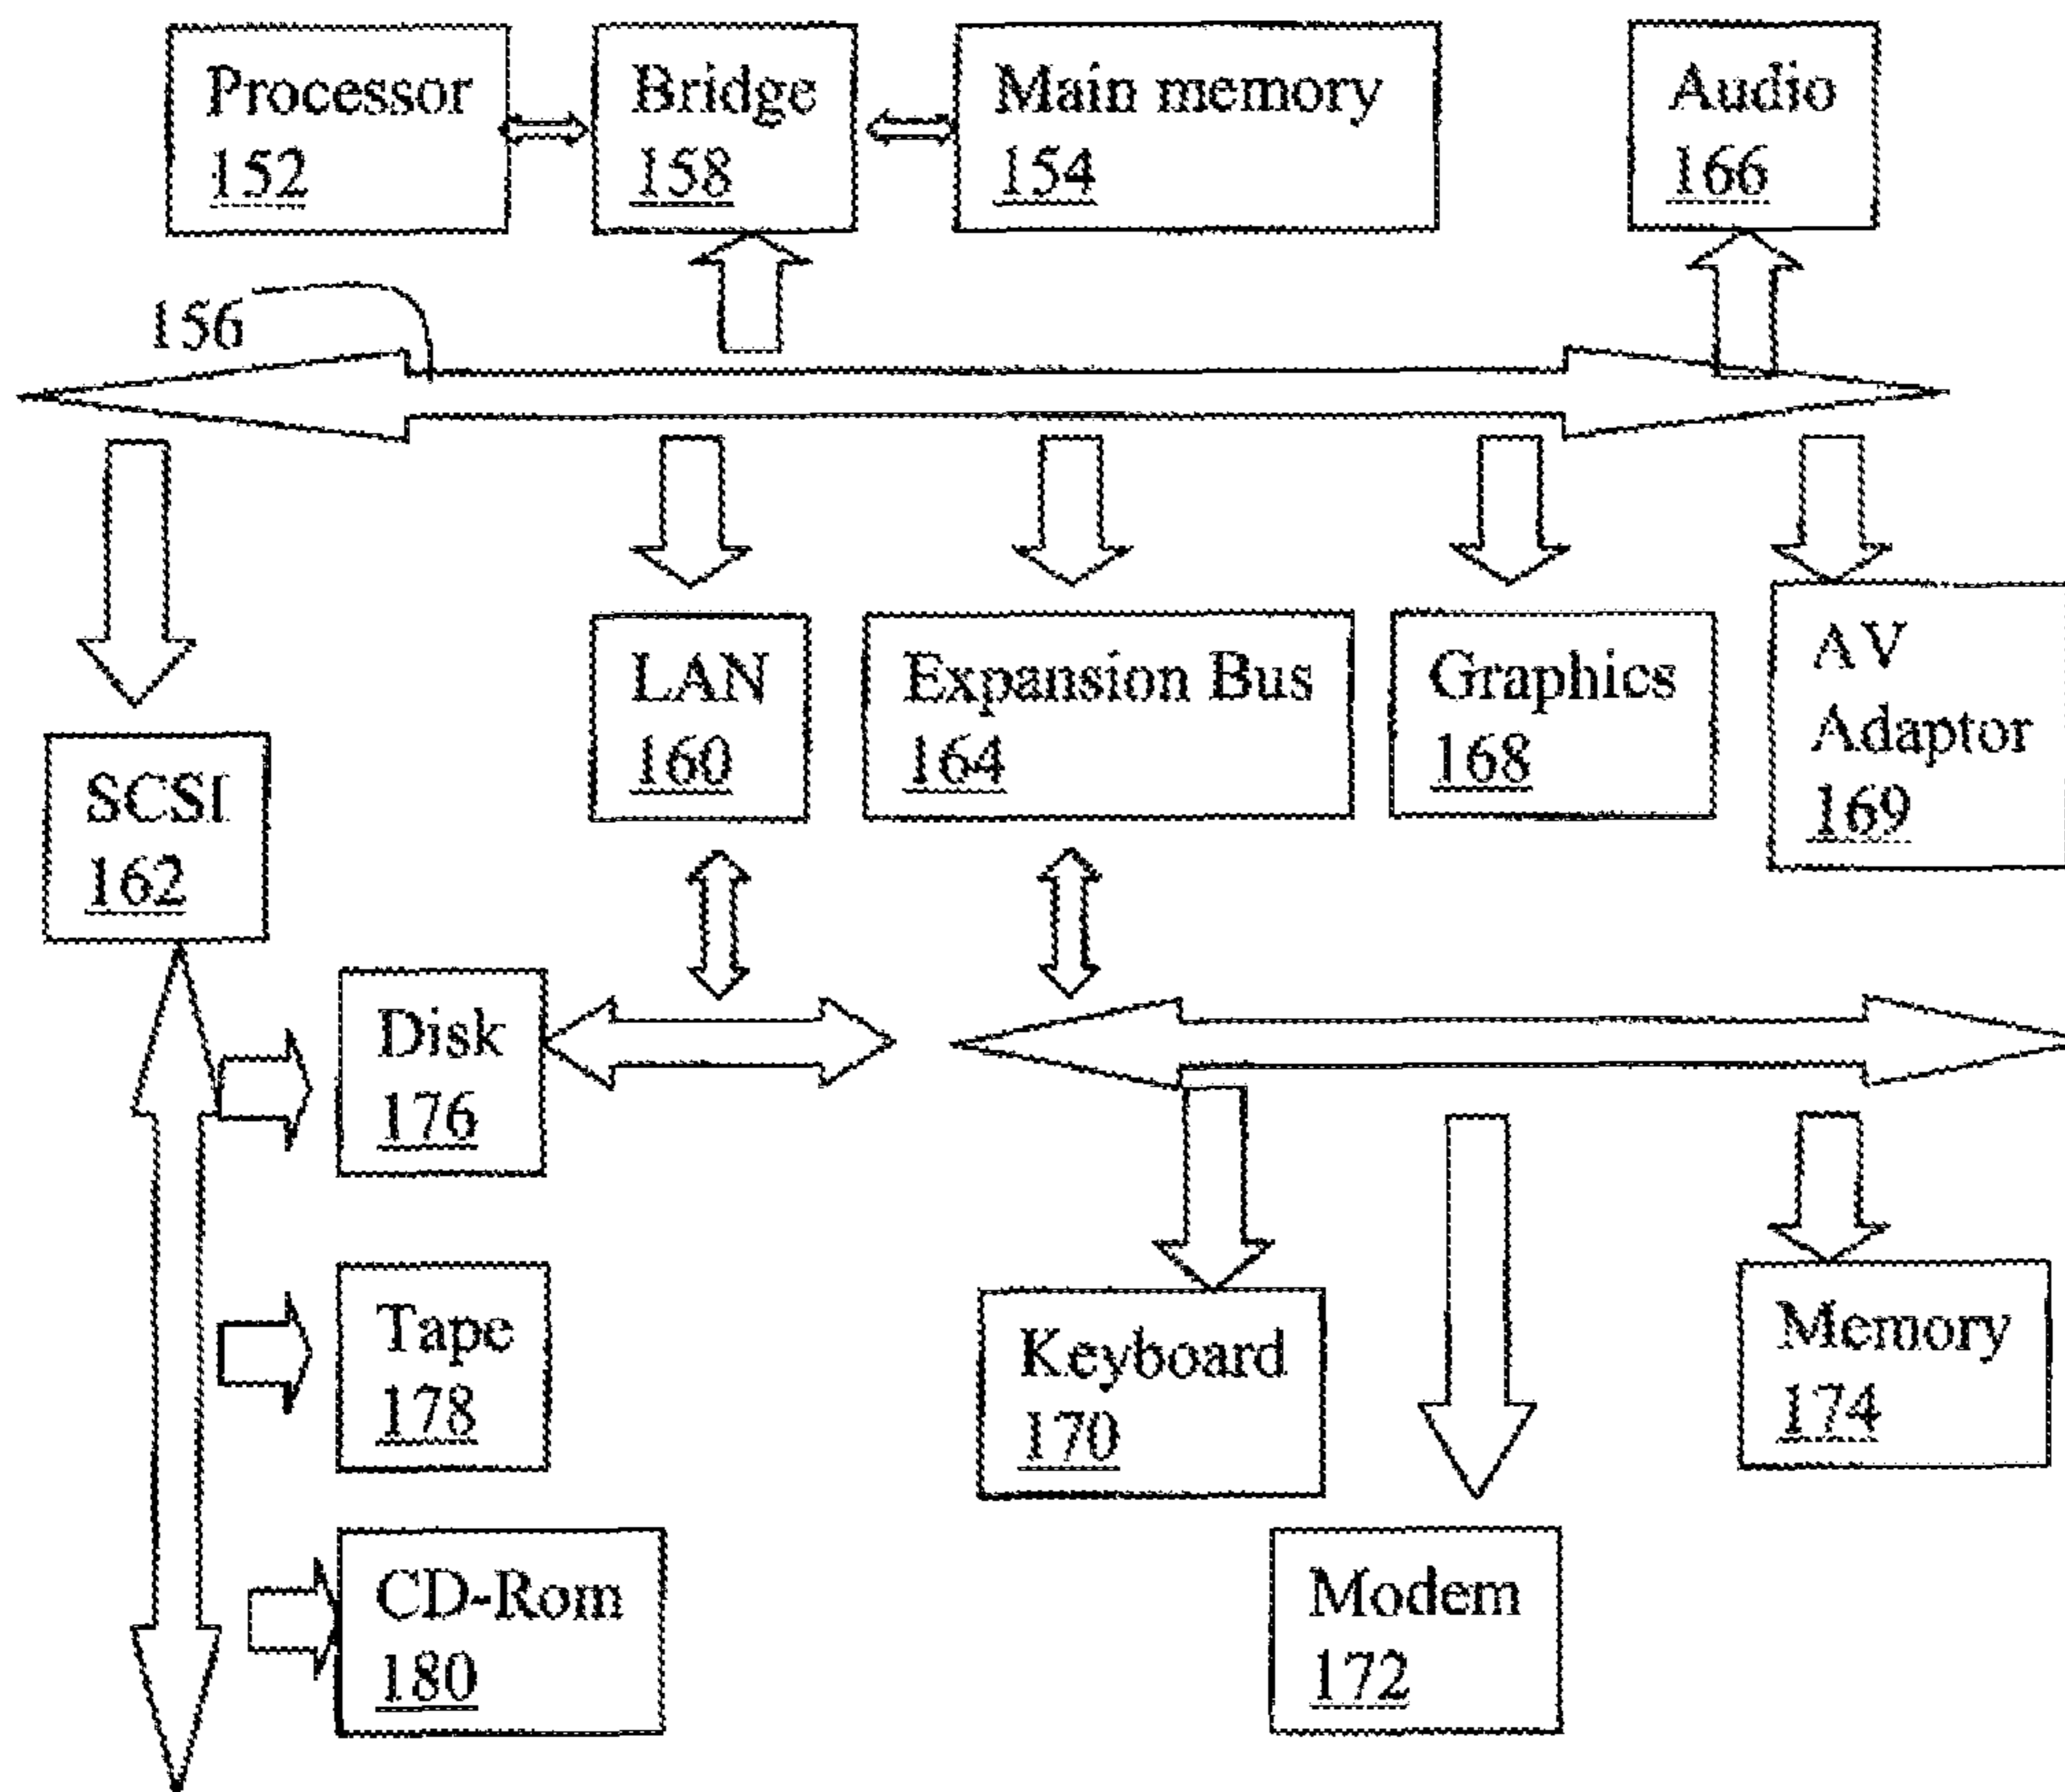 Processor
152
Bridge
158
Main memory
154
Audio
166
156
LAN
160
Expansion Bus
164
Graphics
168
AV
Adaptor
169
SCSI
162
Disk
176
Tape
178
Keyboard
170
Memory
174
CD-Rom
180
Modem
172